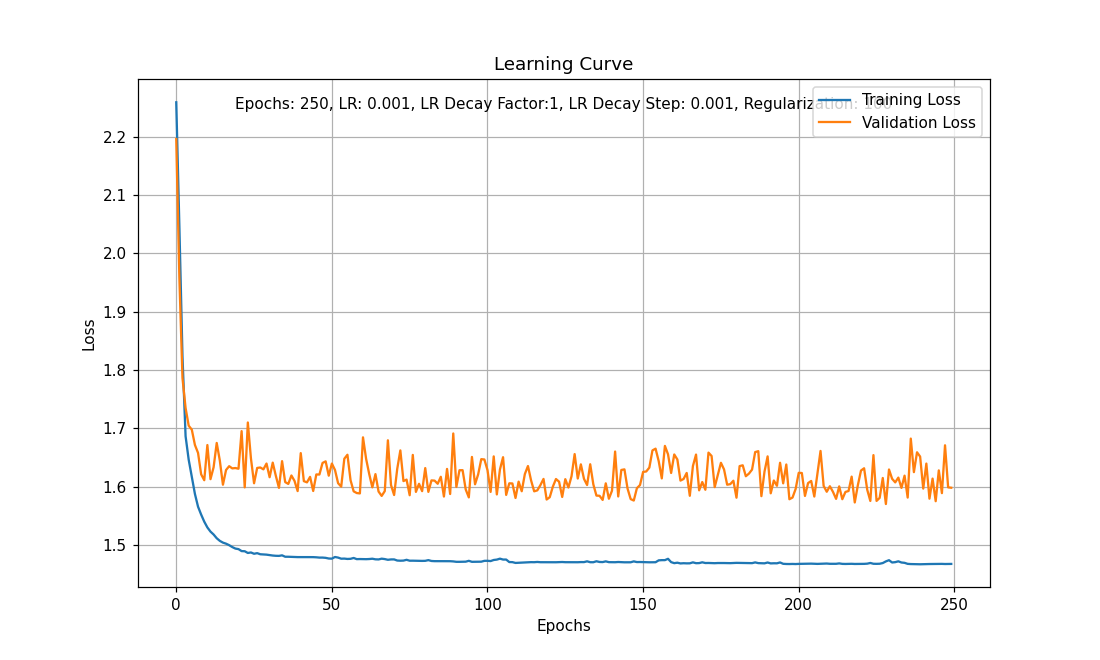 Learning Curve
Epochs: 250, LR: 0.001, LR Decay Factor:1, LR Decay Step: 0.001, Regularization: 100
Training Loss
Validation Loss
2.2
2.1
2.0
1.9
1.8
1.7
1.6
1.5
Loss
0
50
100
150
200
250
Epochs